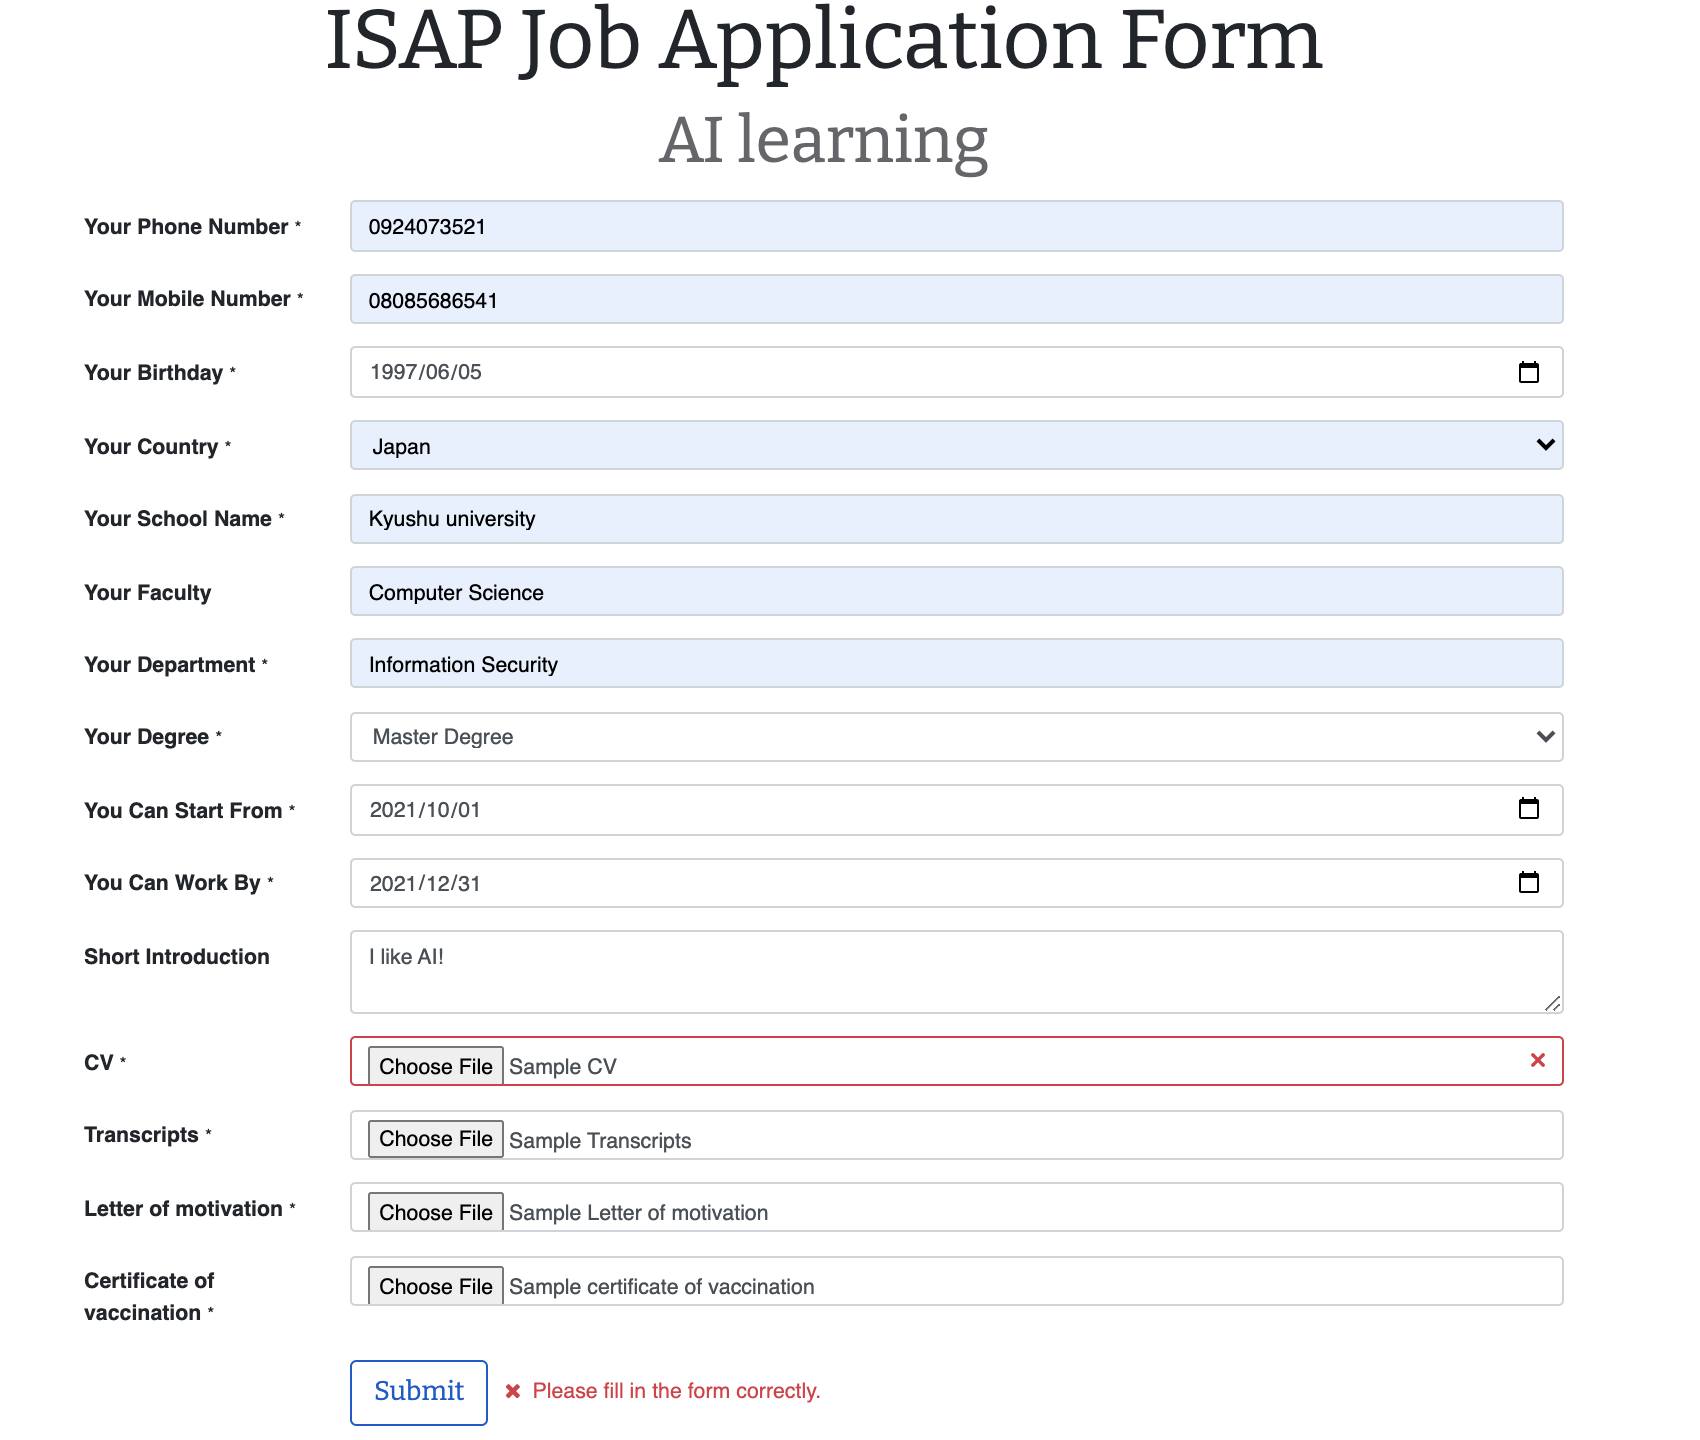 ISAP Job Application Form
AI learning
Your Phone Number * 0924073521
Your Mobile Number * 08085686541
Your Birthday * 1997/06/05
Your Country * Japan
Your School Name * Kyushu university
Your Faculty Computer Science
Your Department * Information Security
Your Degree * Master Degree
You Can Start From * 2021/10/01
You Can Work By * 2021/12/31
Short Introduction I like AI!
CV * Choose File Sample CV
Transcripts * Choose File Sample Transcripts
Letter of motivation * Choose File Sample Letter of motivation
Certificate of
vaccination * Choose File Sample certificate of vaccination
Submit Please fill in the form correctly.